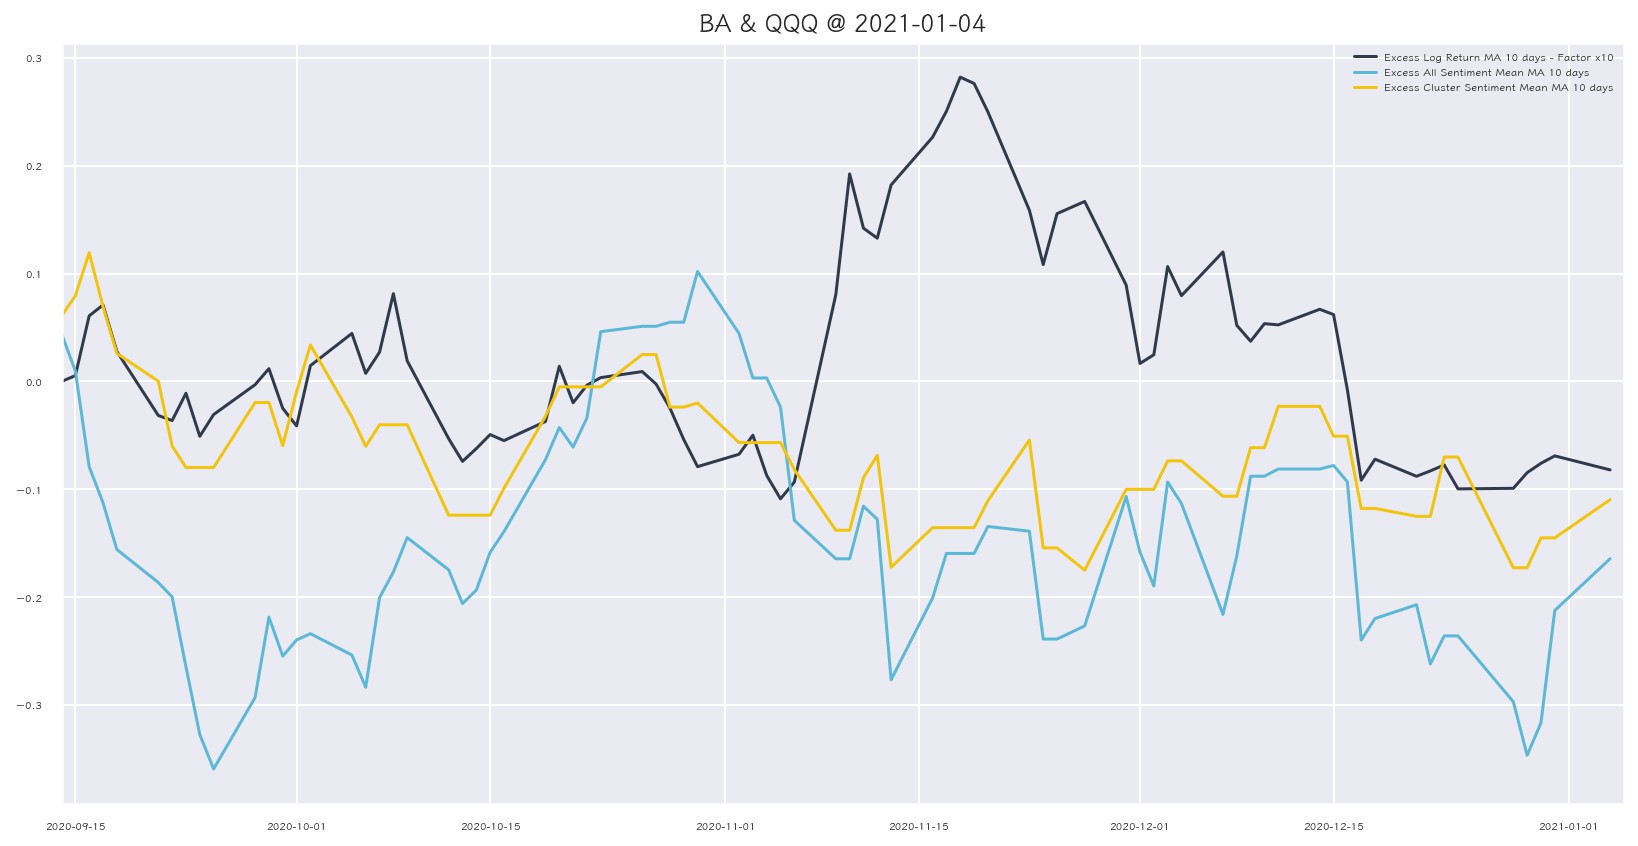 BA & QQQ @ 2021-01-04
Excess Log Return MA 10 days - Factor x10
Excess All Sentiment Mean MA 10 days
Excess Cluster Sentiment Mean MA 10 days
0.3
0.2
0.1
0.0
−0.1
−0.2
−0.3
2020-09-15 2020-10-01 2020-10-15 2020-11-01 2020-11-15 2020-12-01 2020-12-15 2021-01-01